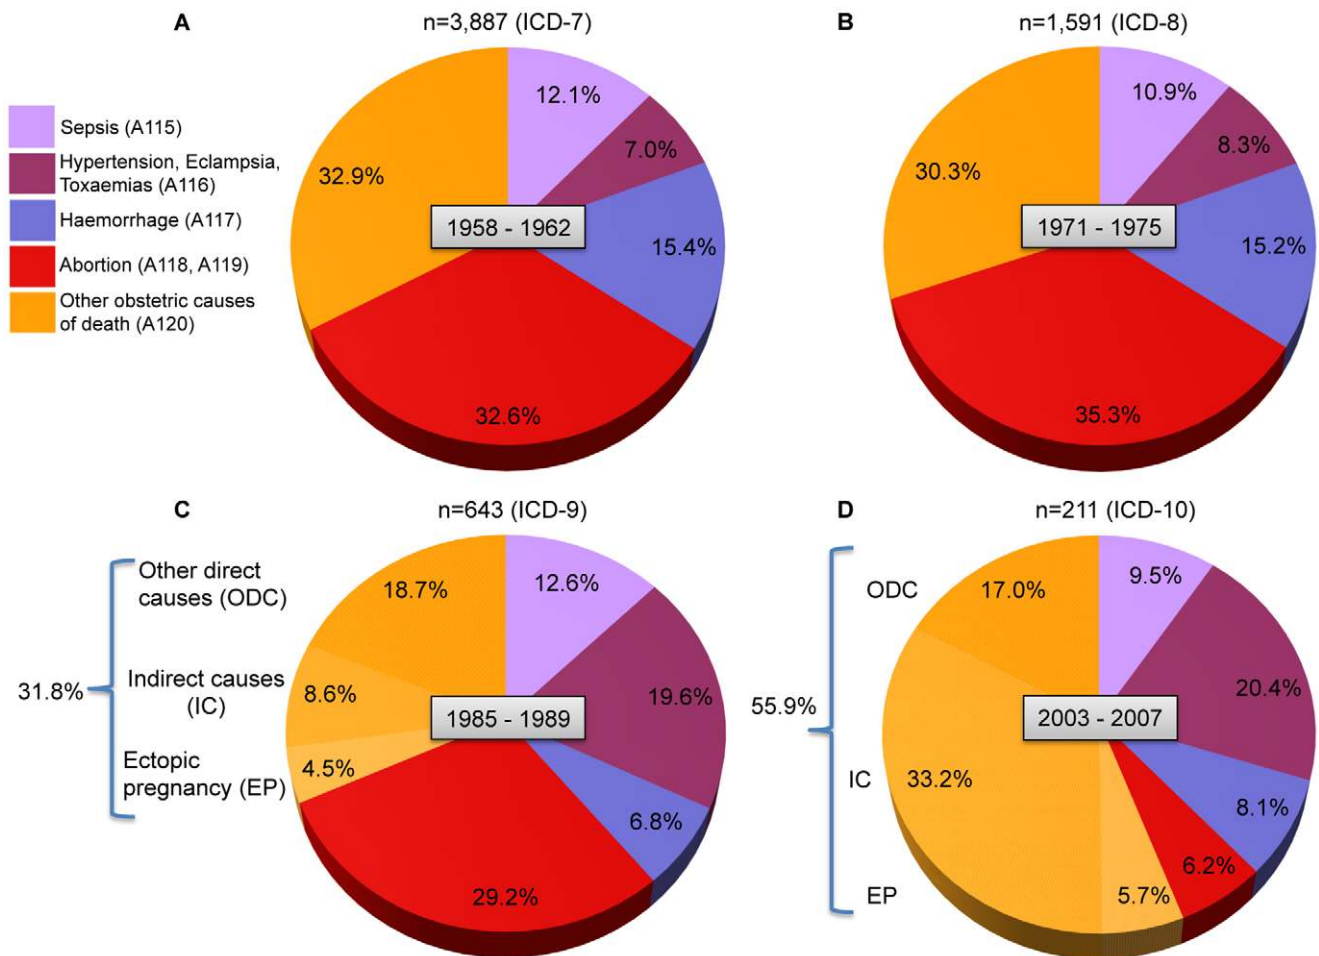 A
n=3,887 (ICD-7)
B
n=1,591 (ICD-8)
Sepsis (A115)
Hypertension, Eclampsia,
Toxaemias (A116)
Haemorrhage (A117)
Abortion (A118, A119)
Other obstetric causes
of death (A120)
12.1%
7.0%
15.4%
32.6%
32.9%
1958 - 1962
10.9%
8.3%
15.2%
35.3%
30.3%
1971 - 1975
C
n=643 (ICD-9)
D
n=211 (ICD-10)
31.8%
Other direct
causes (ODC)
Indirect causes
(IC)
Ectopic
pregnancy (EP)
12.6%
19.6%
6.8%
29.2%
4.5%
8.6%
18.7%
1985 - 1989
55.9%
ODC
IC
EP
9.5%
20.4%
8.1%
6.2%
5.7%
33.2%
17.0%
2003 - 2007